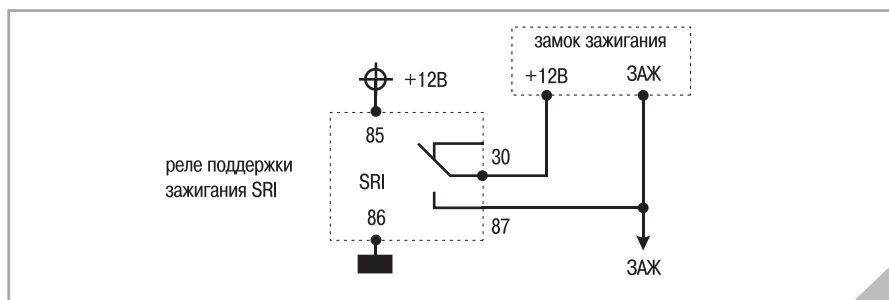 замок зажигания
+12В
ЗАЖ
+12В
85
30
реле поддержки
зажигания SRI
SRI
86
87
ЗАЖ